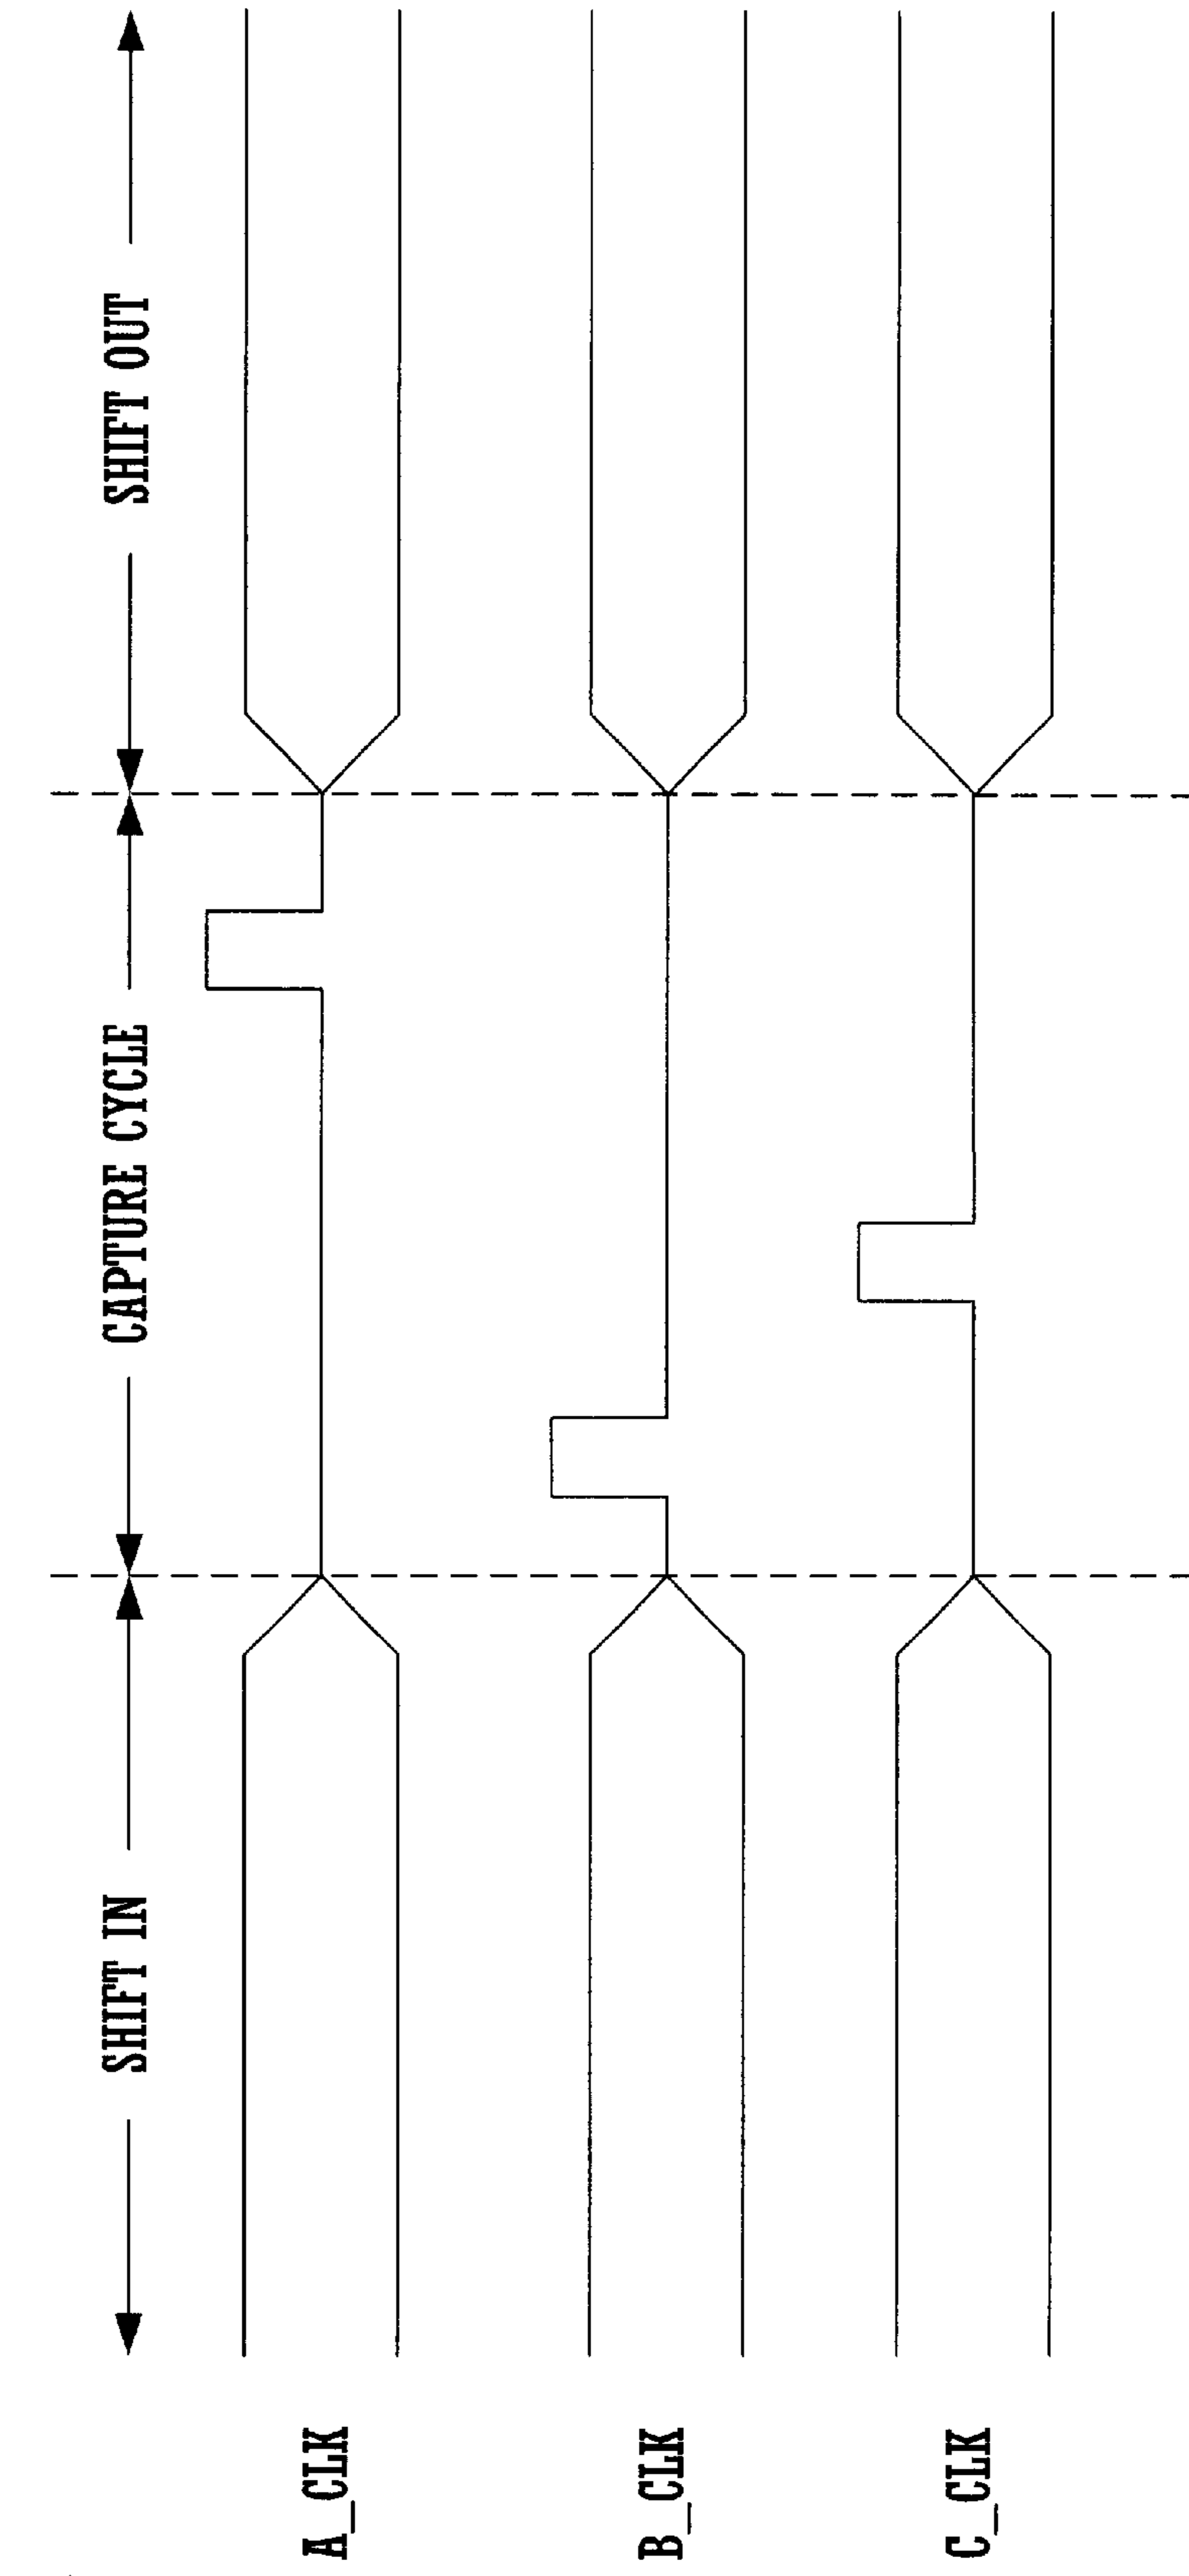 SHIFT IN
CAPTURE CYCLE
SHIFT OUT
A_CLK
B_CLK
C_CLK